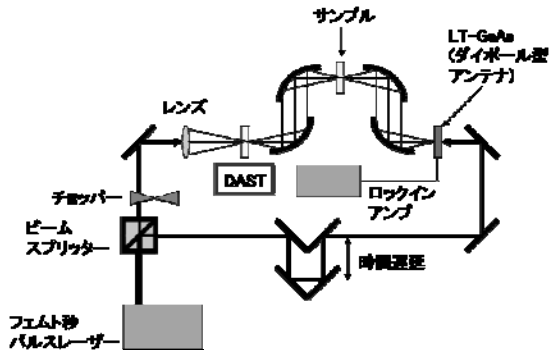 サンプル
LT-GaAs
(ダイポール型
アンテナ)
レンズ
DAST
チョッパー
ロックイン
アンプ
ビーム
スプリッター
時間遅延
フェムト秒
パルスレーザー